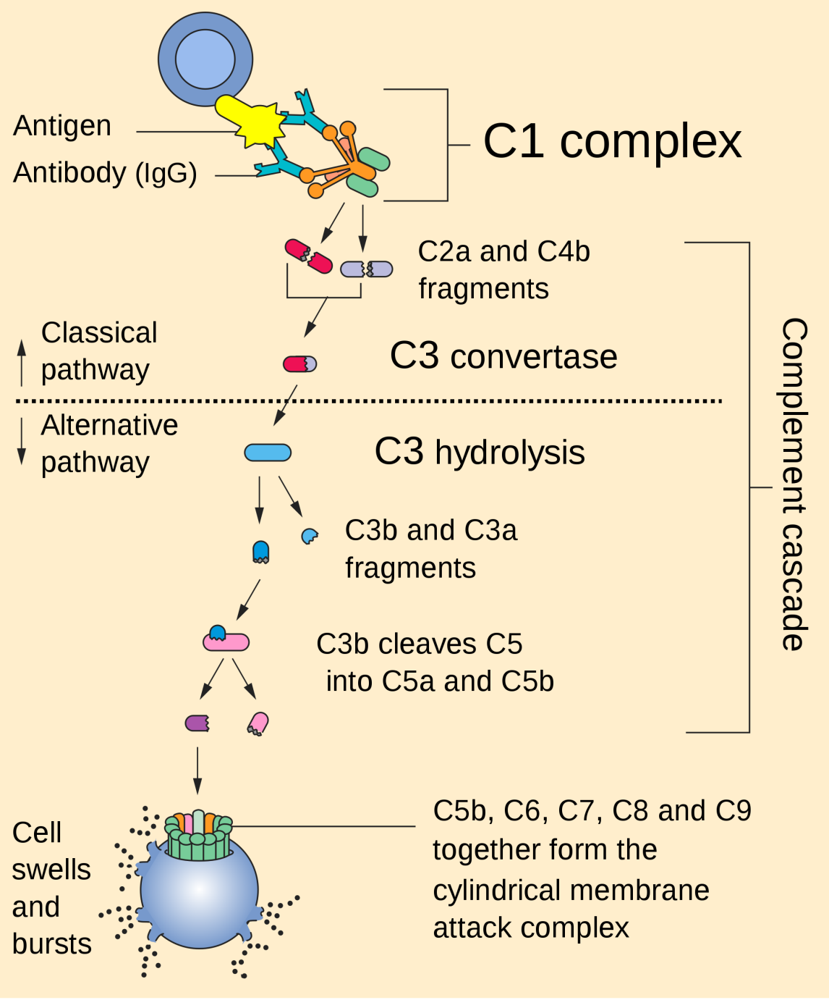 Antigen
Antibody (IgG)
C1 complex
C2a and C4b
fragments
Classical
pathway
C3 convertase
Alternative
pathway
C3 hydrolysis
C3b and C3a
fragments
C3b cleaves C5
into C5a and C5b
Complement cascade
Cell
swells
and
bursts
C5b, C6, C7, C8 and C9
together form the
cylindrical membrane
attack complex